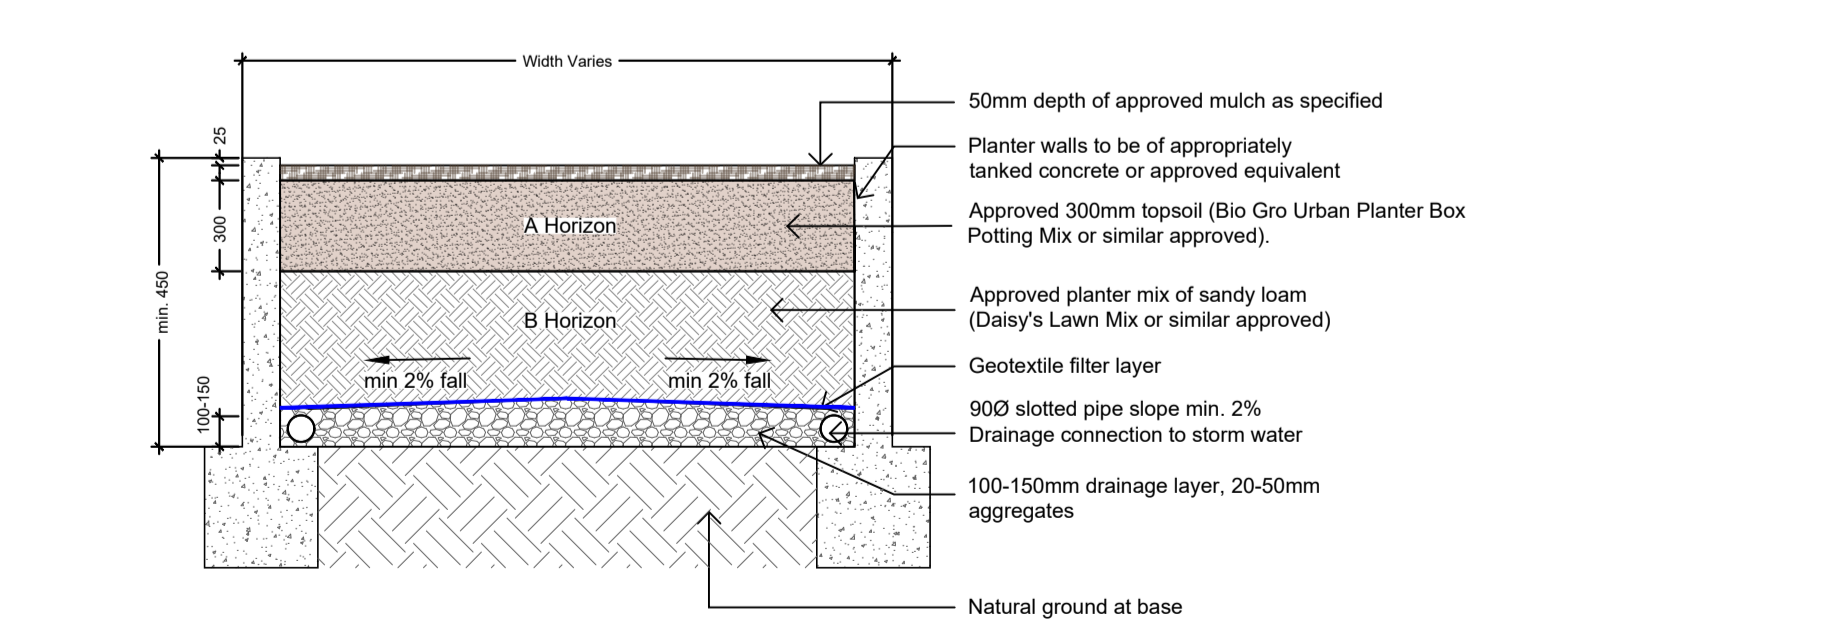 Width Varies
50mm depth of approved mulch as specified
25
Planter walls to be of appropriately
tanked concrete or approved equivalent
Approved 300mm topsoil (Bio Gro Urban Planter Box
Potting Mix or similar approved).
A Horizon
300
min. 450
Approved planter mix of sandy loam
(Daisy's Lawn Mix or similar approved)
B Horizon
Geotextile filter layer
min 2% fall
min 2% fall
100-150
90Ø slotted pipe slope min. 2%
Drainage connection to storm water
100-150mm drainage layer, 20-50mm
aggregates
Natural ground at base